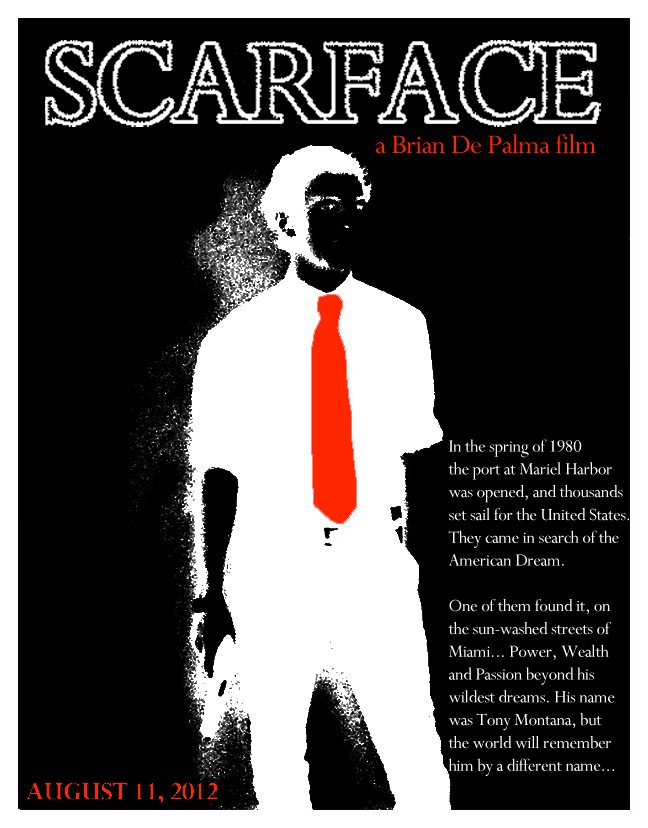 SCARFACE
a Brian De Palma film
In the spring of 1980
the port at Mariel Harbor
was opened, and thousands
set sail for the United States.
They came in search of the
American Dream.
One of them found it, on
the sun-washed streets of
Miami... Power, Wealth
and Passion beyond his
wildest dreams. His name
was Tony Montana, but
the world will remember
him by a different name...
AUGUST 11, 2012